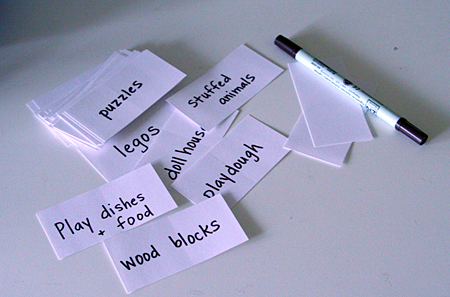 puzzles
stuffed
animals
legos
doll house
playdough
Play dishes
+ food
wood blocks